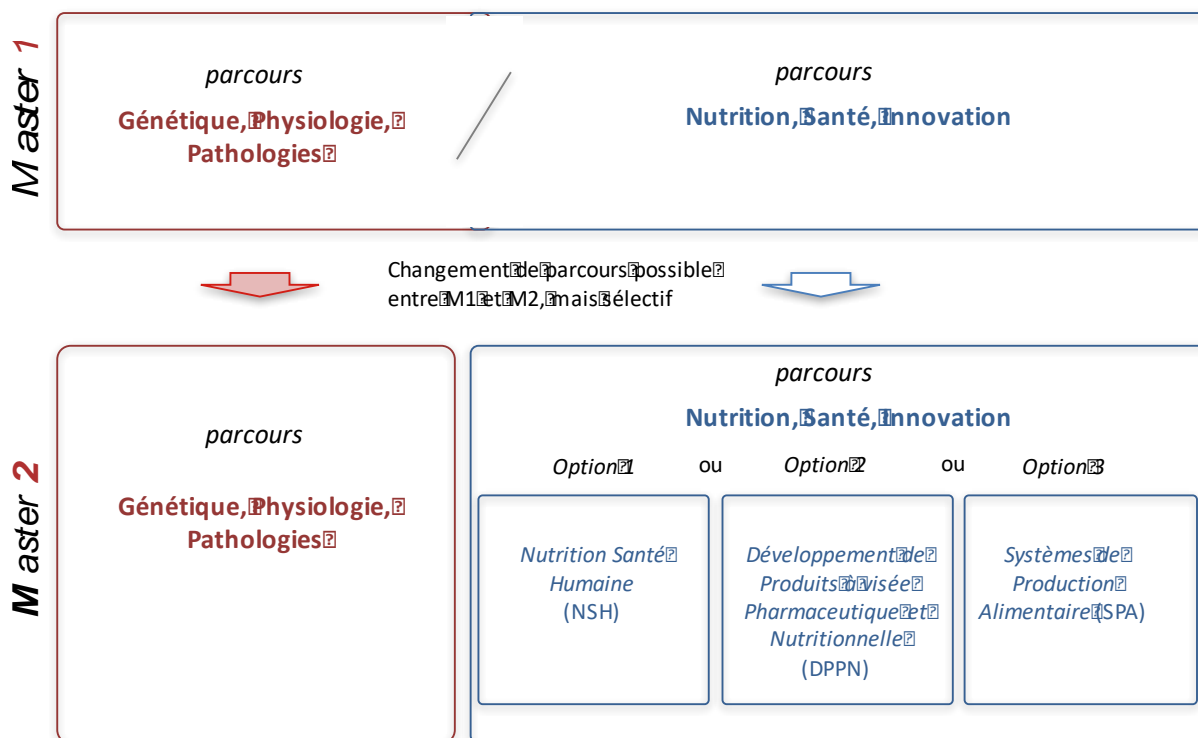 Master 1
parcours
Génétique, Physiologie,
Pathologies
parcours
Nutrition, Santé, Innovation
Changement de parcours possible
entre M1 et M2, mais sélectif
Master 2
parcours
Génétique, Physiologie,
Pathologies
parcours
Nutrition, Santé, Innovation
Option 1 ou Option 2 ou Option 3
Nutrition Santé
Humaine
(NSH)
Développement de
Produits à visée
Pharmaceutique et
Nutritionnelle
(DPPN)
Systèmes de
Production
Alimentaire (SPA)